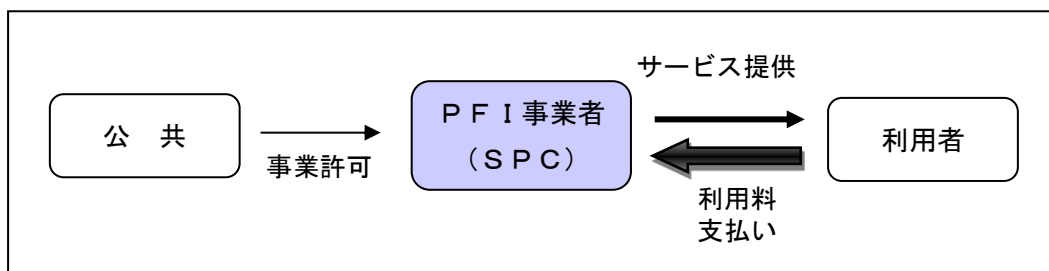 サービス提供
公　共
事業許可
ＰＦＩ事業者
（ＳＰＣ）
利用者
利用料
支払い